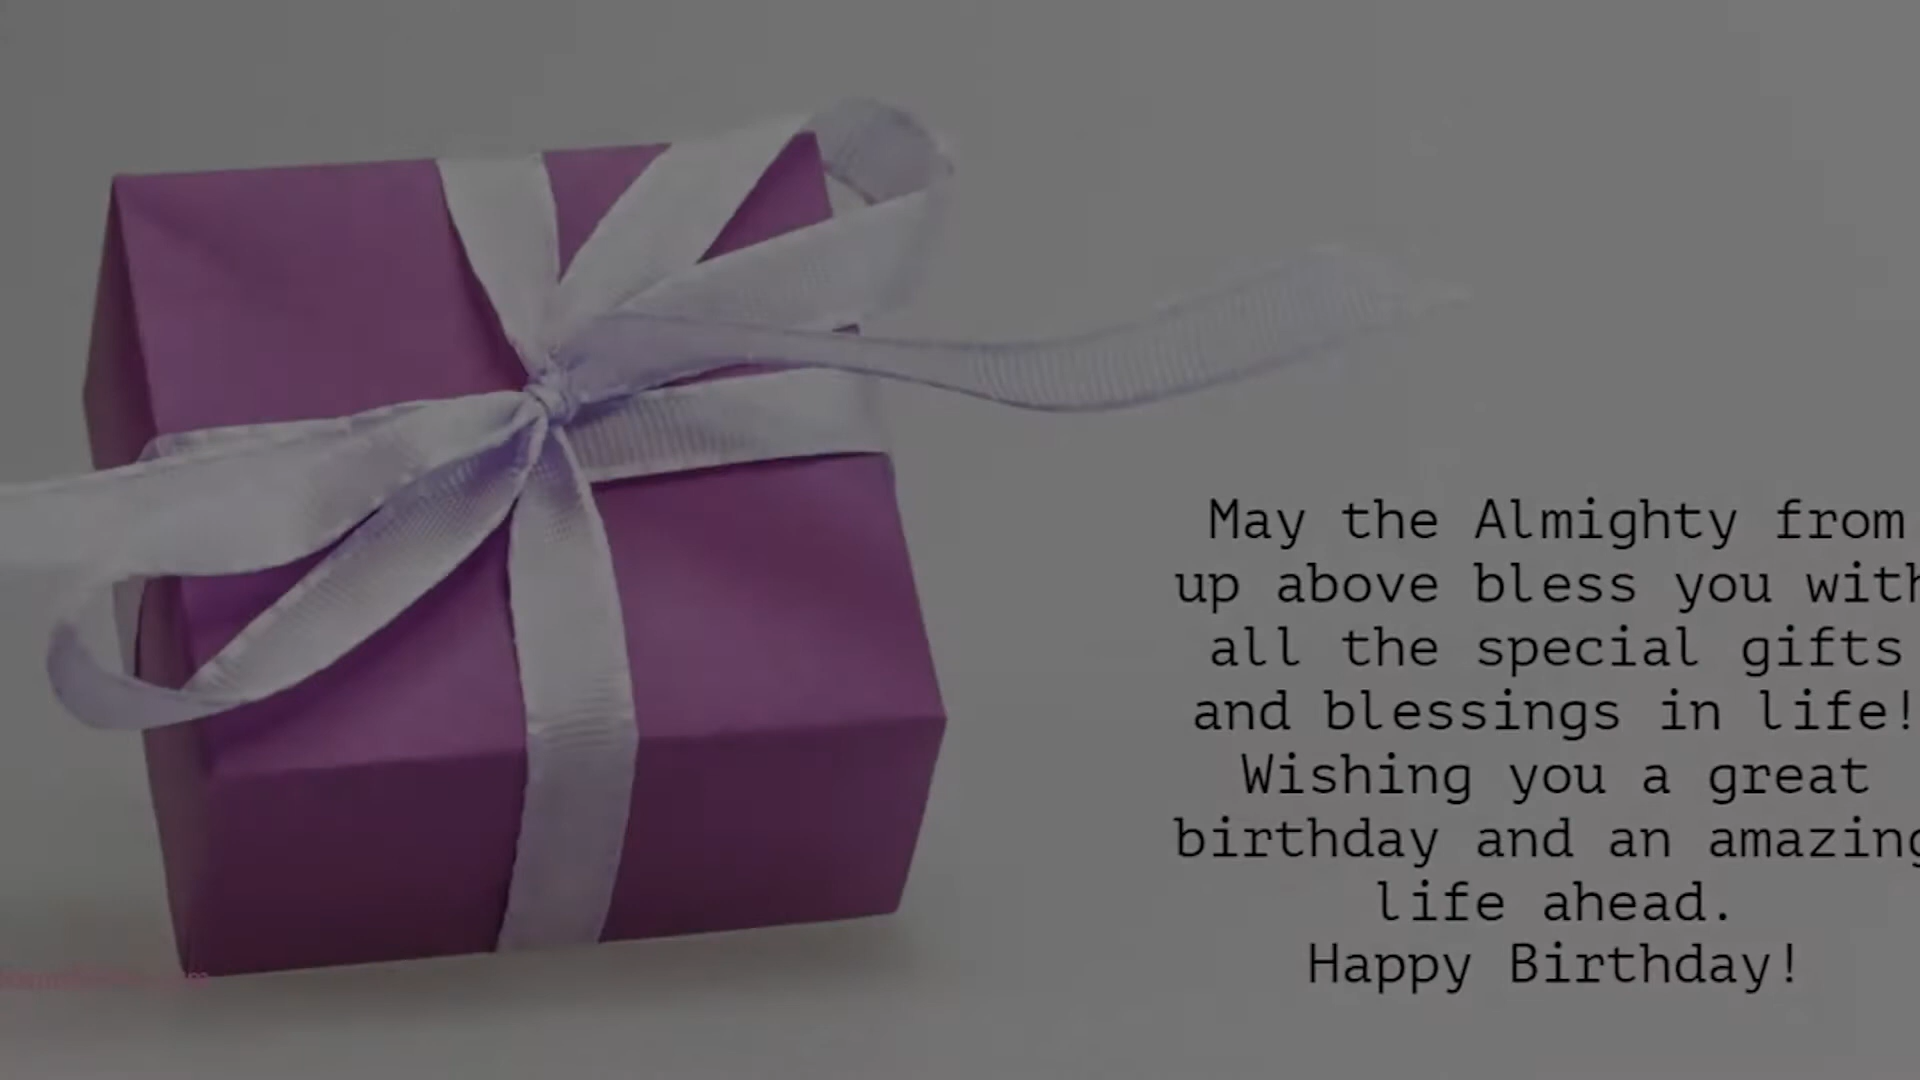 May the Almighty from
up above bless you with
all the special gifts
and blessings in life!
Wishing you a great
birthday and an amazing
life ahead.
Happy Birthday!